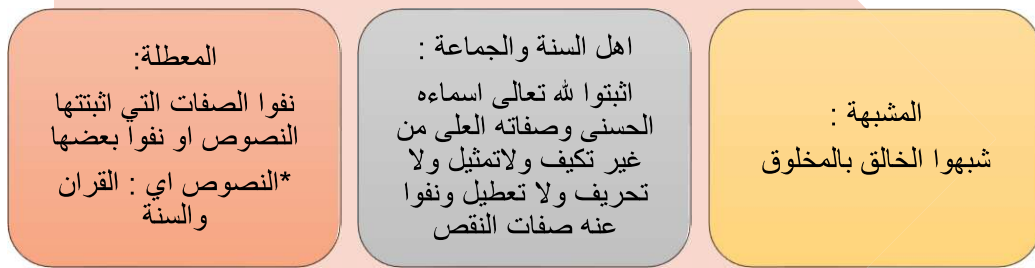 المشبهة :
شبهوا الخالق بالمخلوق
اهل السنة والجماعة :
اثبتوا لله تعالى اسماءه
الحسنى وصفاته العلى من
غير تكيف ولاتمثيل ولا
تحريف ولا تعطيل ونفوا
عنه صفات النقص
المعطلة:
نفوا الصفات التي اثبتتها
النصوص او نفوا بعضها
*النصوص اي : القران
والسنة